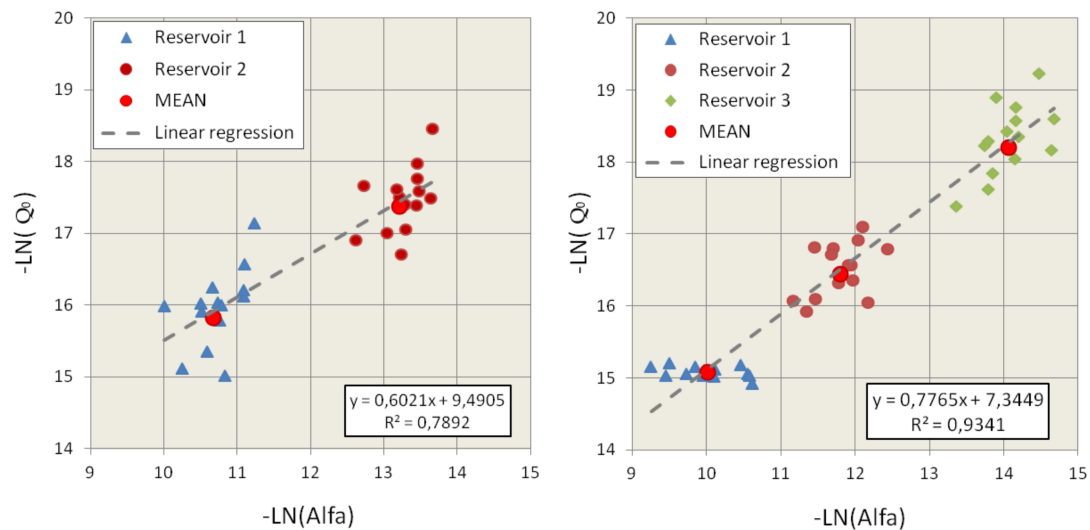 20
19
18
17
16
15
14
-LN( Q₀)
Reservoir 1
Reservoir 2
MEAN
Linear regression
y = 0,6021x + 9,4905
R² = 0,7892
9 10 11 12 13 14 15
-LN(Alfa)
20
19
18
17
16
15
14
-LN( Q₀)
Reservoir 1
Reservoir 2
Reservoir 3
MEAN
Linear regression
y = 0,7765x + 7,3449
R² = 0,9341
9 10 11 12 13 14 15
-LN(Alfa)